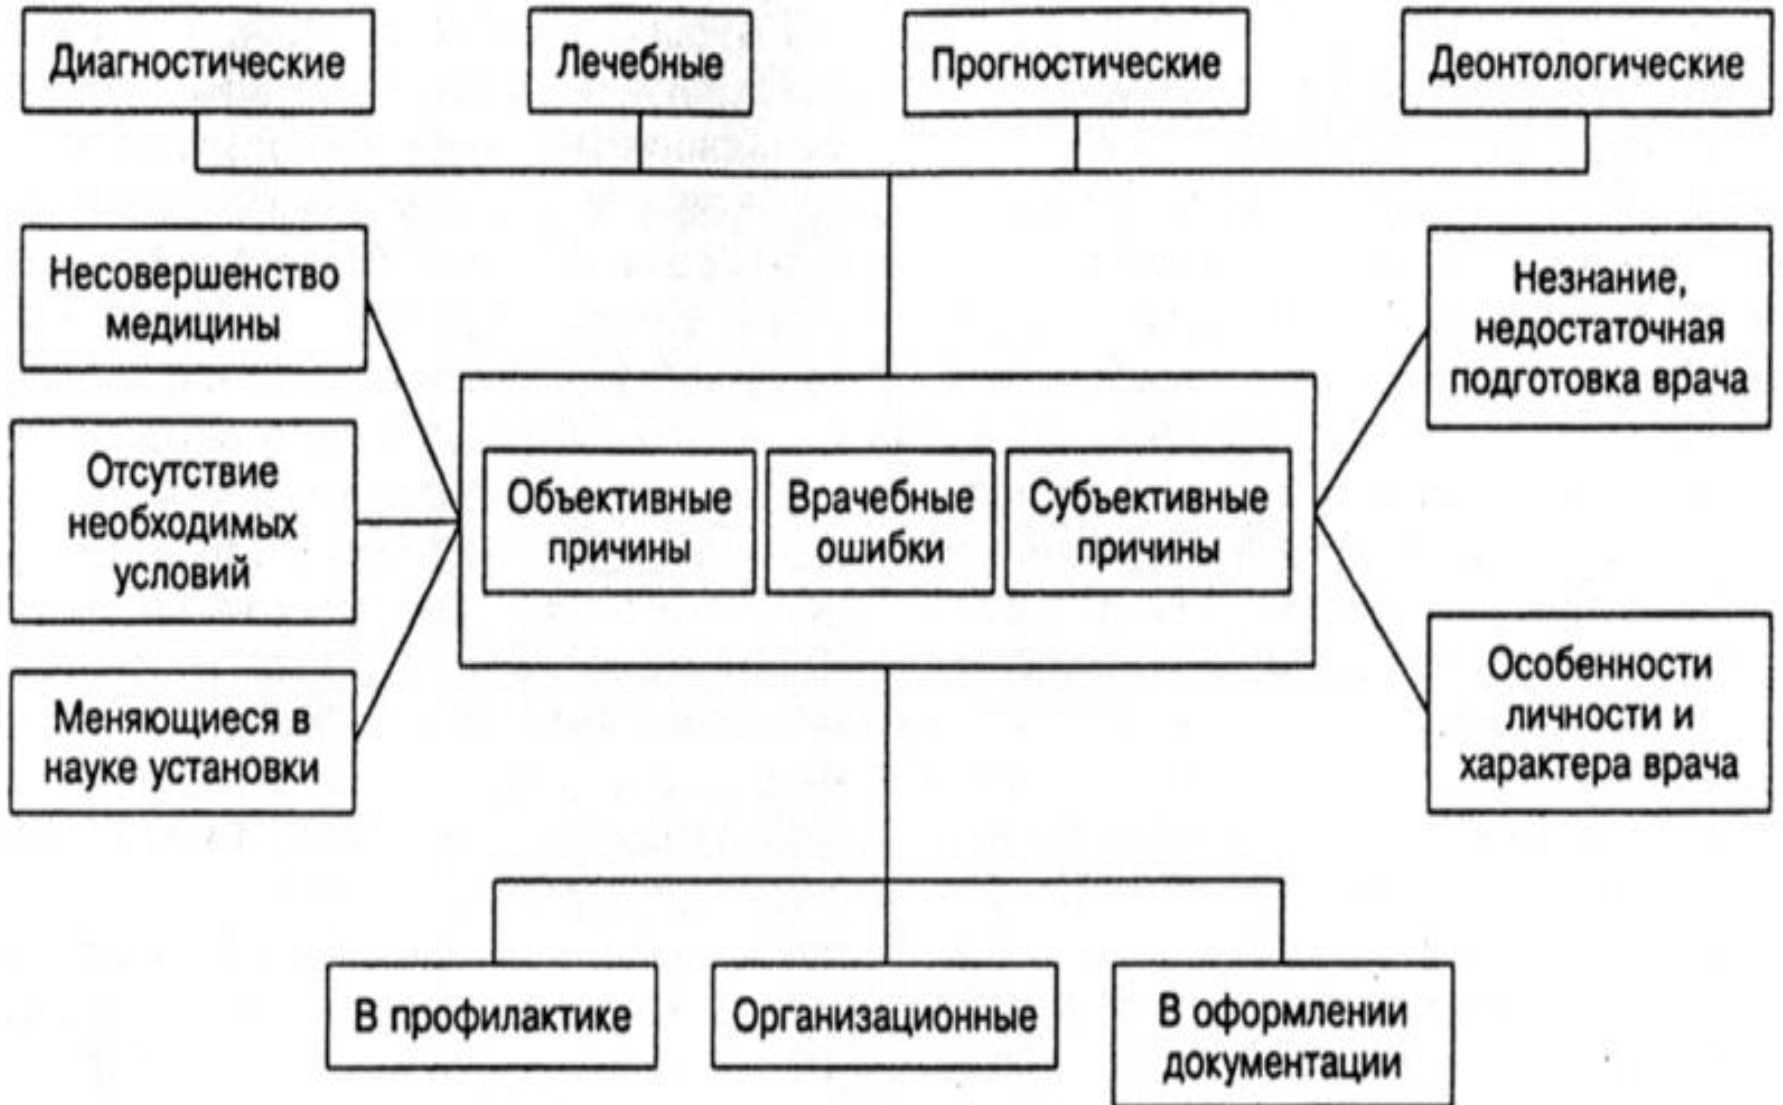 Диагностические
Лечебные
Прогностические
Деонтологические
Несовершенство
медицины
Отсутствие
необходимых
условий
Меняющиеся в
науке установки
Объективные
причины
Врачебные
ошибки
Субъективные
причины
Незнание,
недостаточная
подготовка врача
Особенности
личности и
характера врача
В профилактике
Организационные
В оформлении
документации